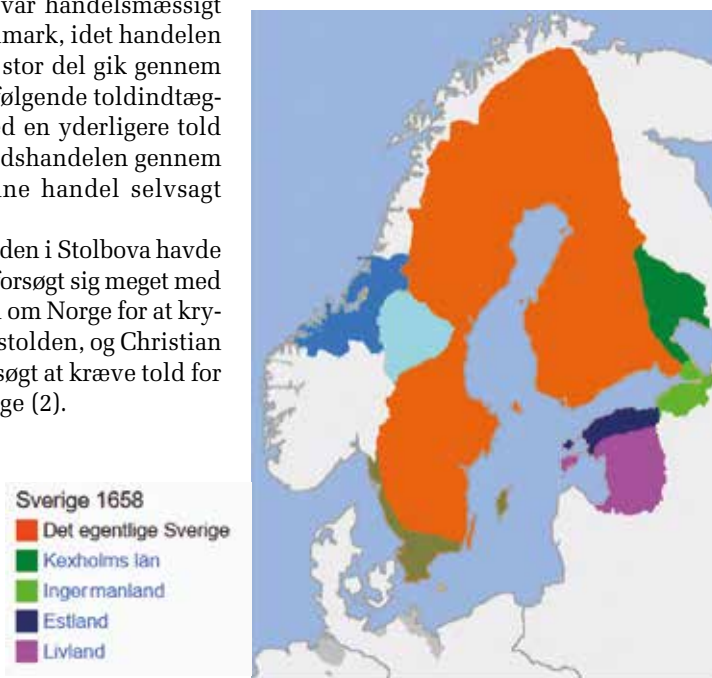 var handelsmæssigt
mark, idet handelen
stor del gik gennem
følgende toldindtæg-
ed en yderligere told
dshandelen gennem
ne handel selvsagt
den i Stolbova havde
forsøgt sig meget med
om Norge for at kry-
stolden, og Christian
søgt at kræve told for
ge (2).
Sverige 1658
Det egentlige Sverige
Kexholms län
Ingermanland
Estland
Livland